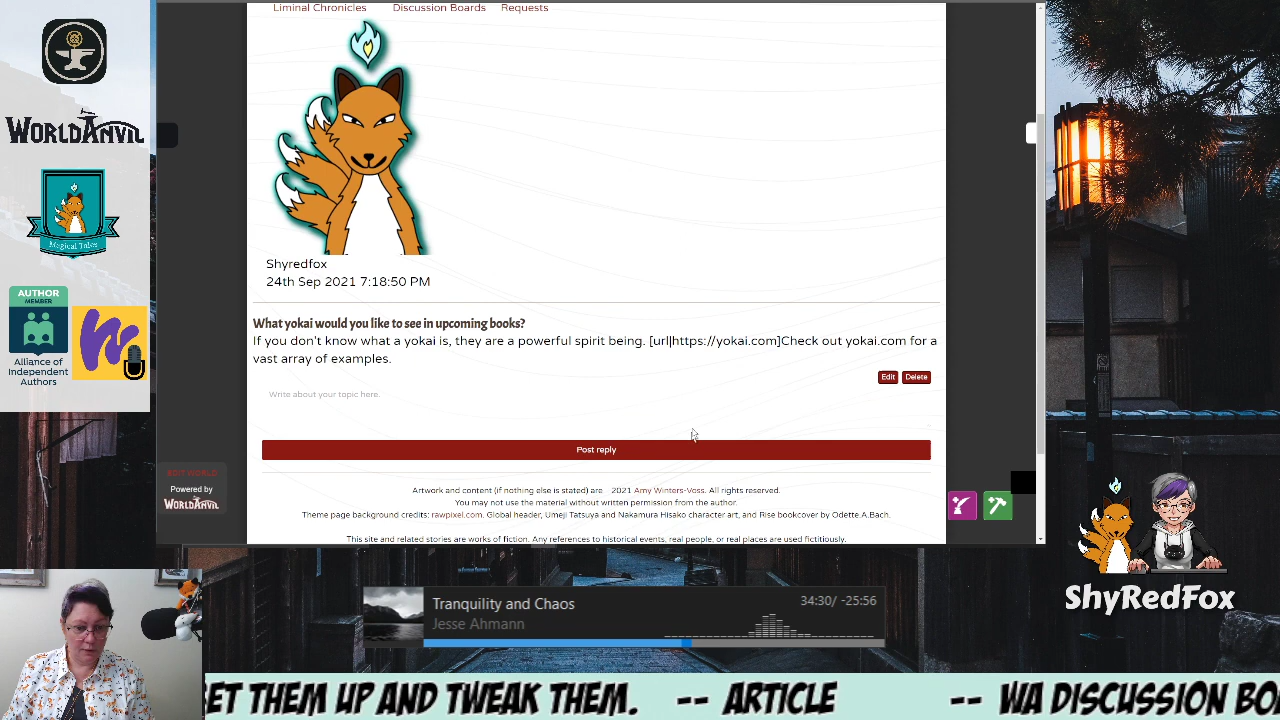 Liminal Chronicles Discussion Boards Requests
WORLDANVIL
Magical Tales
AUTHOR
MEMBER
Alliance of
Independent
Authors
Shyredfox
24th Sep 2021 7:18:50 PM
What yokai would you like to see in upcoming books?
If you don't know what a yokai is, they are a powerful spirit being. [url|https://yokai.com]Check out yokai.com for a
vast array of examples.
Edit Delete
Write about your topic here.
Post reply
EDIT WORLD
Powered by
WORLDANVIL
Artwork and content (if nothing else is stated) are 2021 Amy Winters-Voss. All rights reserved.
You may not use the material without written permission from the author.
Theme page background credits: rawpixel.com. Global header, Umeji Tatsuya and Nakamura Hisako character art, and Rise bookcover by Odette.A.Bach.
This site and related stories are works of fiction. Any references to historical events, real people, or real places are used fictitiously.
ShyRedFox
Tranquility and Chaos
34:30/ -25:56
Jesse Ahmann
GET THEM UP AND TWEAK THEM. -- ARTICLE -- WA DISCUSSION BO